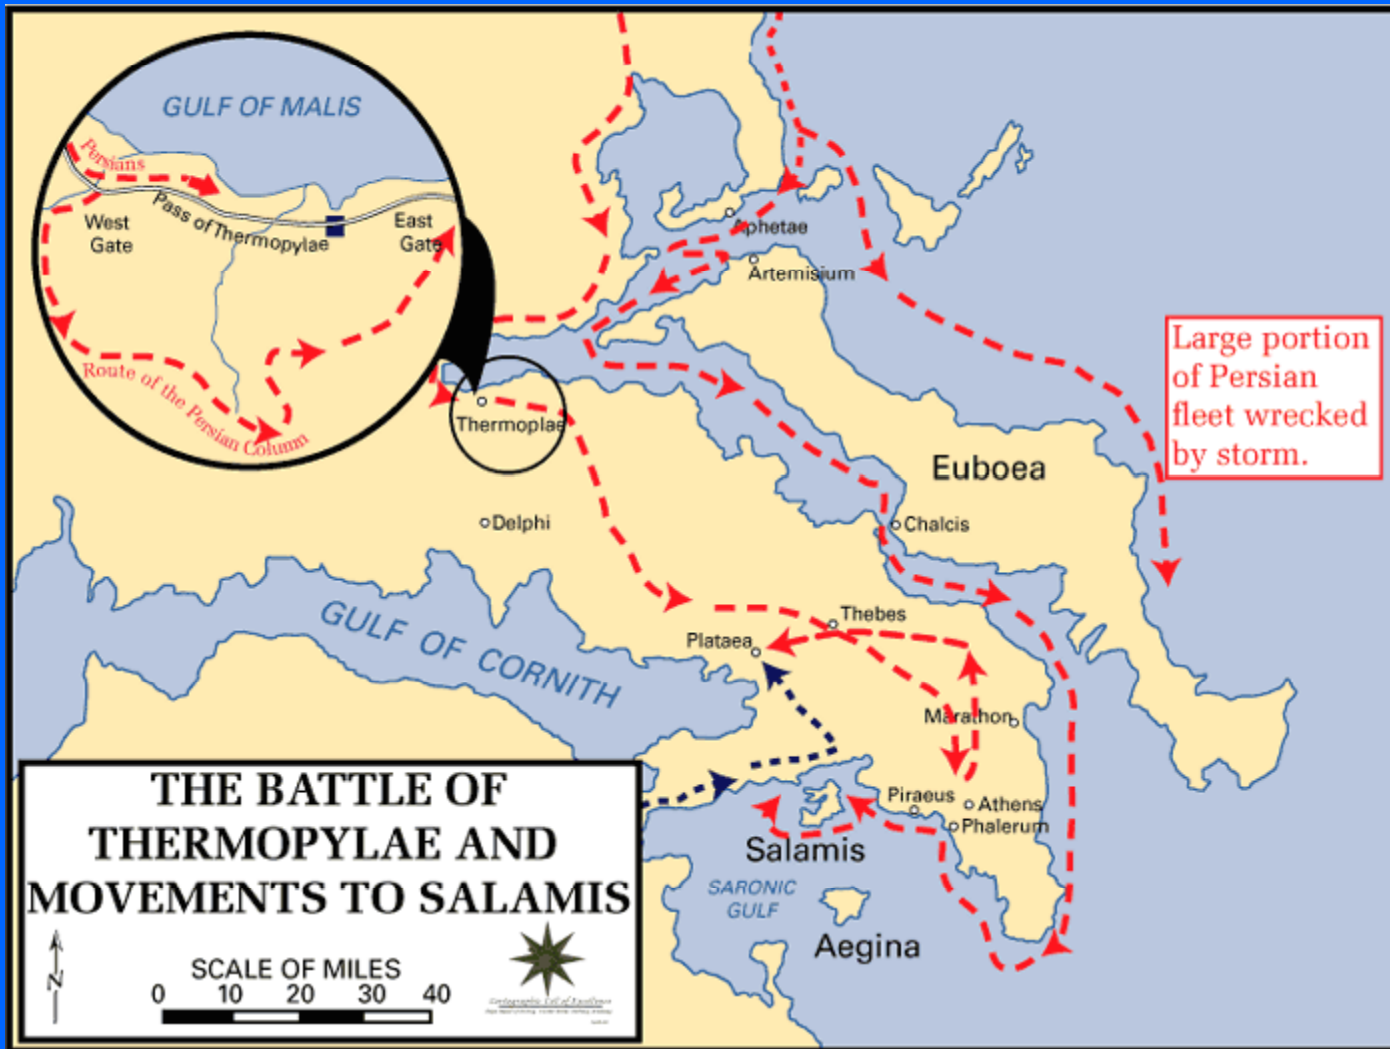 GULF OF MALIS
Persians
Pass of Thermopylae
West
Gate
East
Gate
Route of the Persian Column
Aphetae
Artemisium
Large portion
of Persian
fleet wrecked
by storm.
Thermoplae
Euboea
Delphi
Chalcis
GULF OF CORNITH
Thebes
Plataea
Marathon
Piraeus
Athens
Phalerum
Salamis
SARONIC
GULF
Aegina
THE BATTLE OF
THERMOPYLAE AND
MOVEMENTS TO SALAMIS
N
SCALE OF MILES
0 10 20 30 40